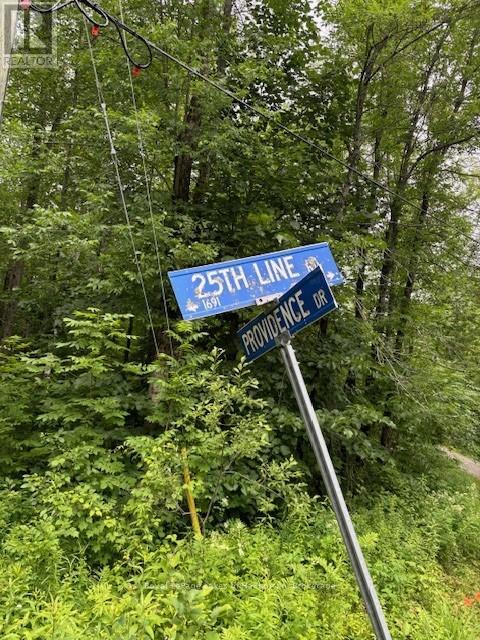 REALTOR
25TH LINE
1691
PROVIDENCE DR